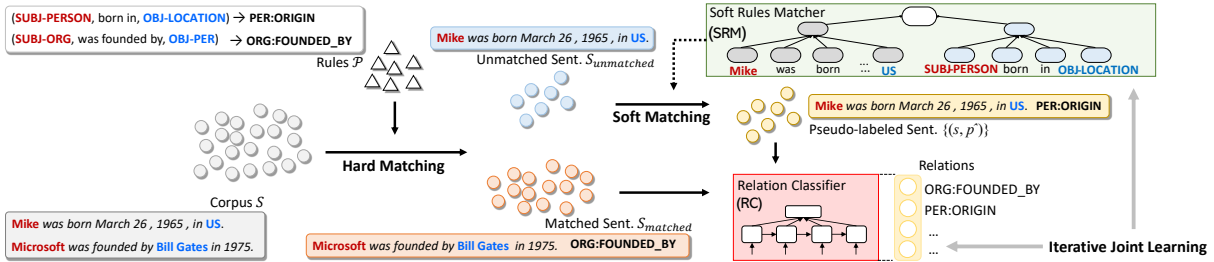 (SUBJ-PERSON, born in, OBJ-LOCATION) → PER:ORIGIN
(SUBJ-ORG, was founded by, OBJ-PER) → ORG:FOUNDED_BY
Rules P
Corpus S
Mike was born March 26 , 1965 , in US.
Microsoft was founded by Bill Gates in 1975.
Hard Matching
Mike was born March 26 , 1965 , in US.
Unmatched Sent. S_unmatched
Matched Sent. S_matched
Microsoft was founded by Bill Gates in 1975. ORG:FOUNDED_BY
Soft Matching
Soft Rules Matcher
(SRM)
Mike was born ... US
...
SUBJ-PERSON born in OBJ-LOCATION
Mike was born March 26 , 1965 , in US. PER:ORIGIN
Pseudo-labeled Sent. {(s, p̂)}
Relation Classifier
(RC)
Relations
ORG:FOUNDED_BY
PER:ORIGIN
...
...
Iterative Joint Learning